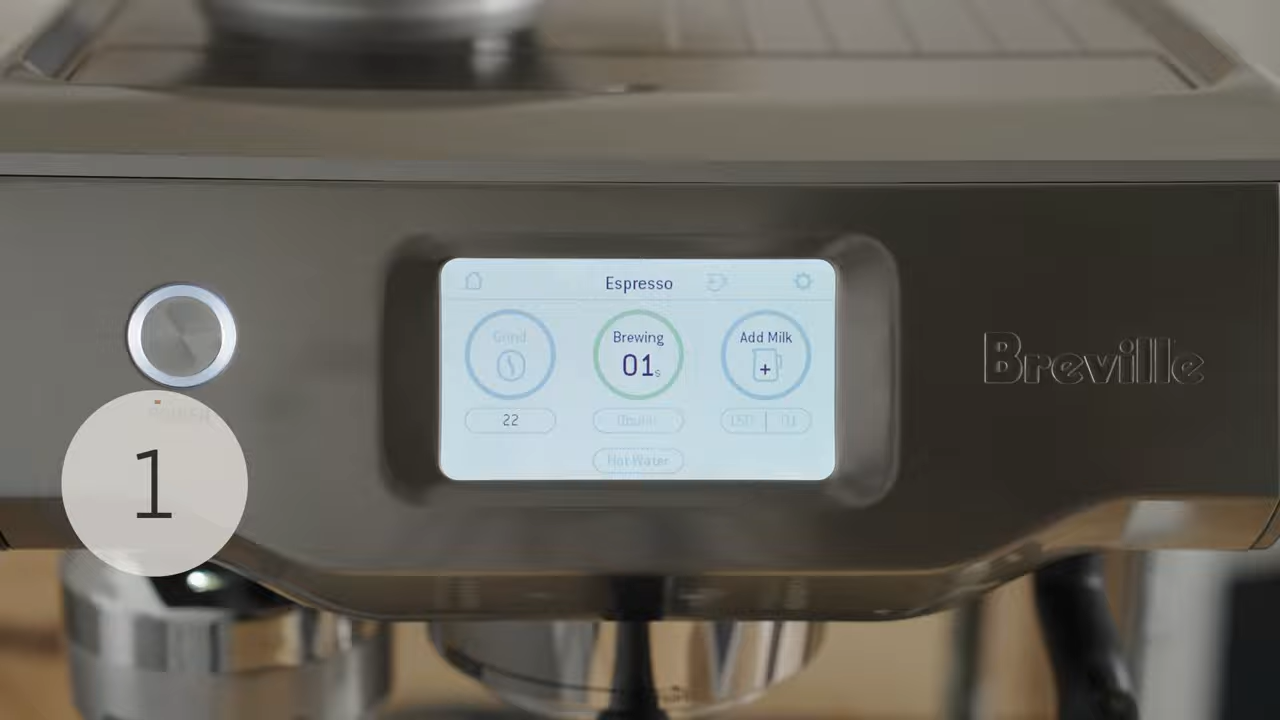 Espresso
Grind
Brewing
01s
Add Milk
22
Hot Water
Breville
1